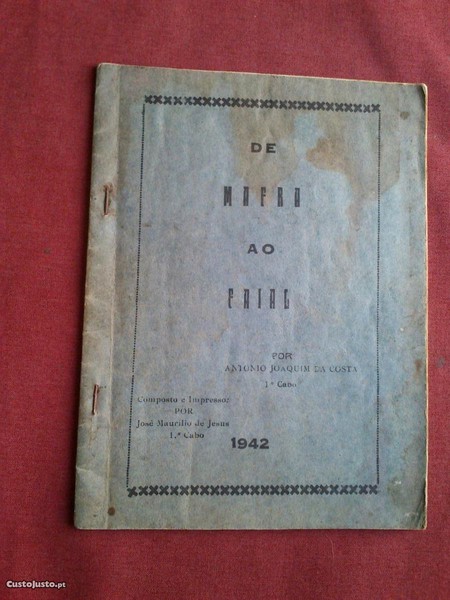 DE
MAFRA
AO
FAIAL
POR
ANTONIO JOAQUIM DA COSTA
1º Cabo
Composto e Impresso:
POR
José Maurilio de Jesus
1.º Cabo
1942
CustoJusto.pt